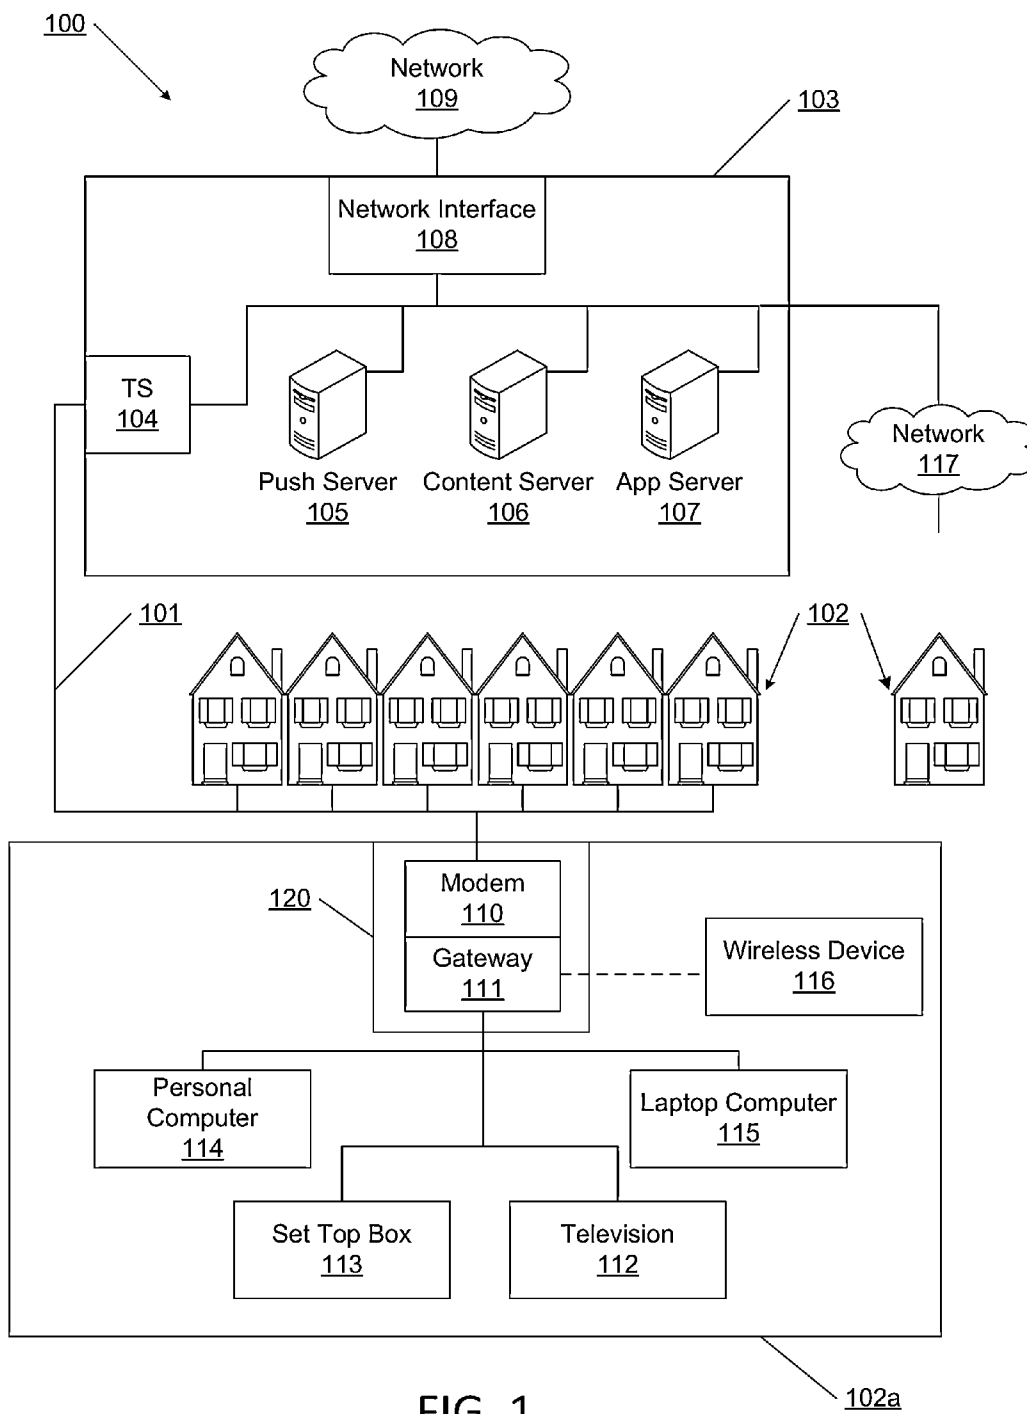 100
Network
109
103
Network Interface
108
TS
104
Push Server
105
Content Server
106
App Server
107
Network
117
101
102
120
Modem
110
Gateway
111
Wireless Device
116
Personal
Computer
114
Laptop Computer
115
Set Top Box
113
Television
112
102a
FIG. 1